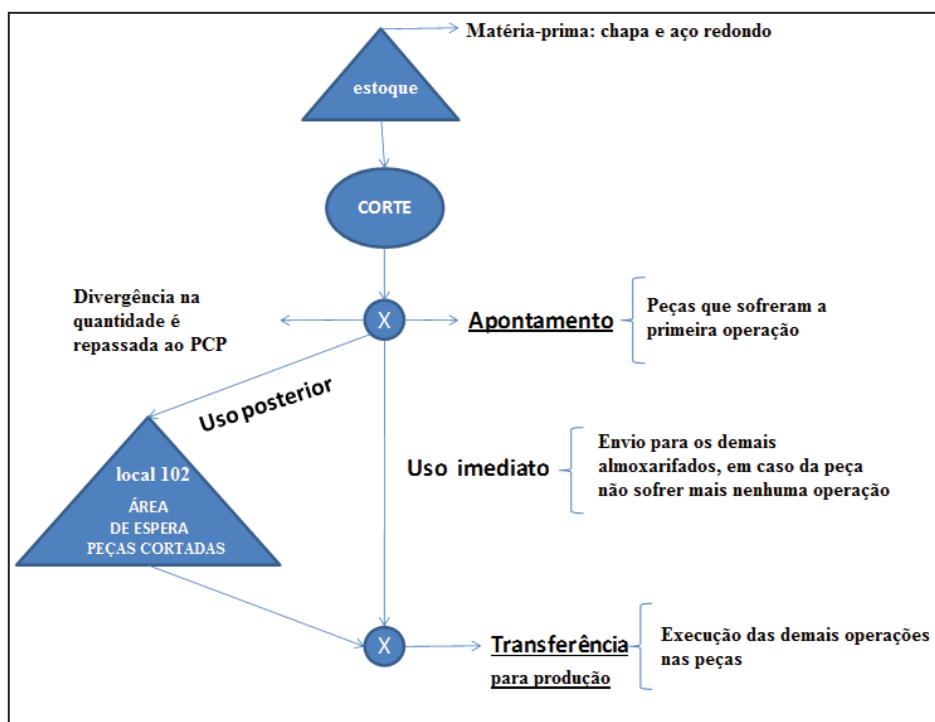 Matéria-prima: chapa e aço redondo
estoque
CORTE
Divergência na
quantidade é
repassada ao PCP
X
Apontamento
Peças que sofreram a
primeira operação
Uso posterior
local 102
ÁREA
DE ESPERA
PEÇAS CORTADAS
Uso imediato
Envio para os demais
almoxarifados, em caso da peça
não sofrer mais nenhuma operação
X
Transferência
para produção
Execução das demais operações
nas peças